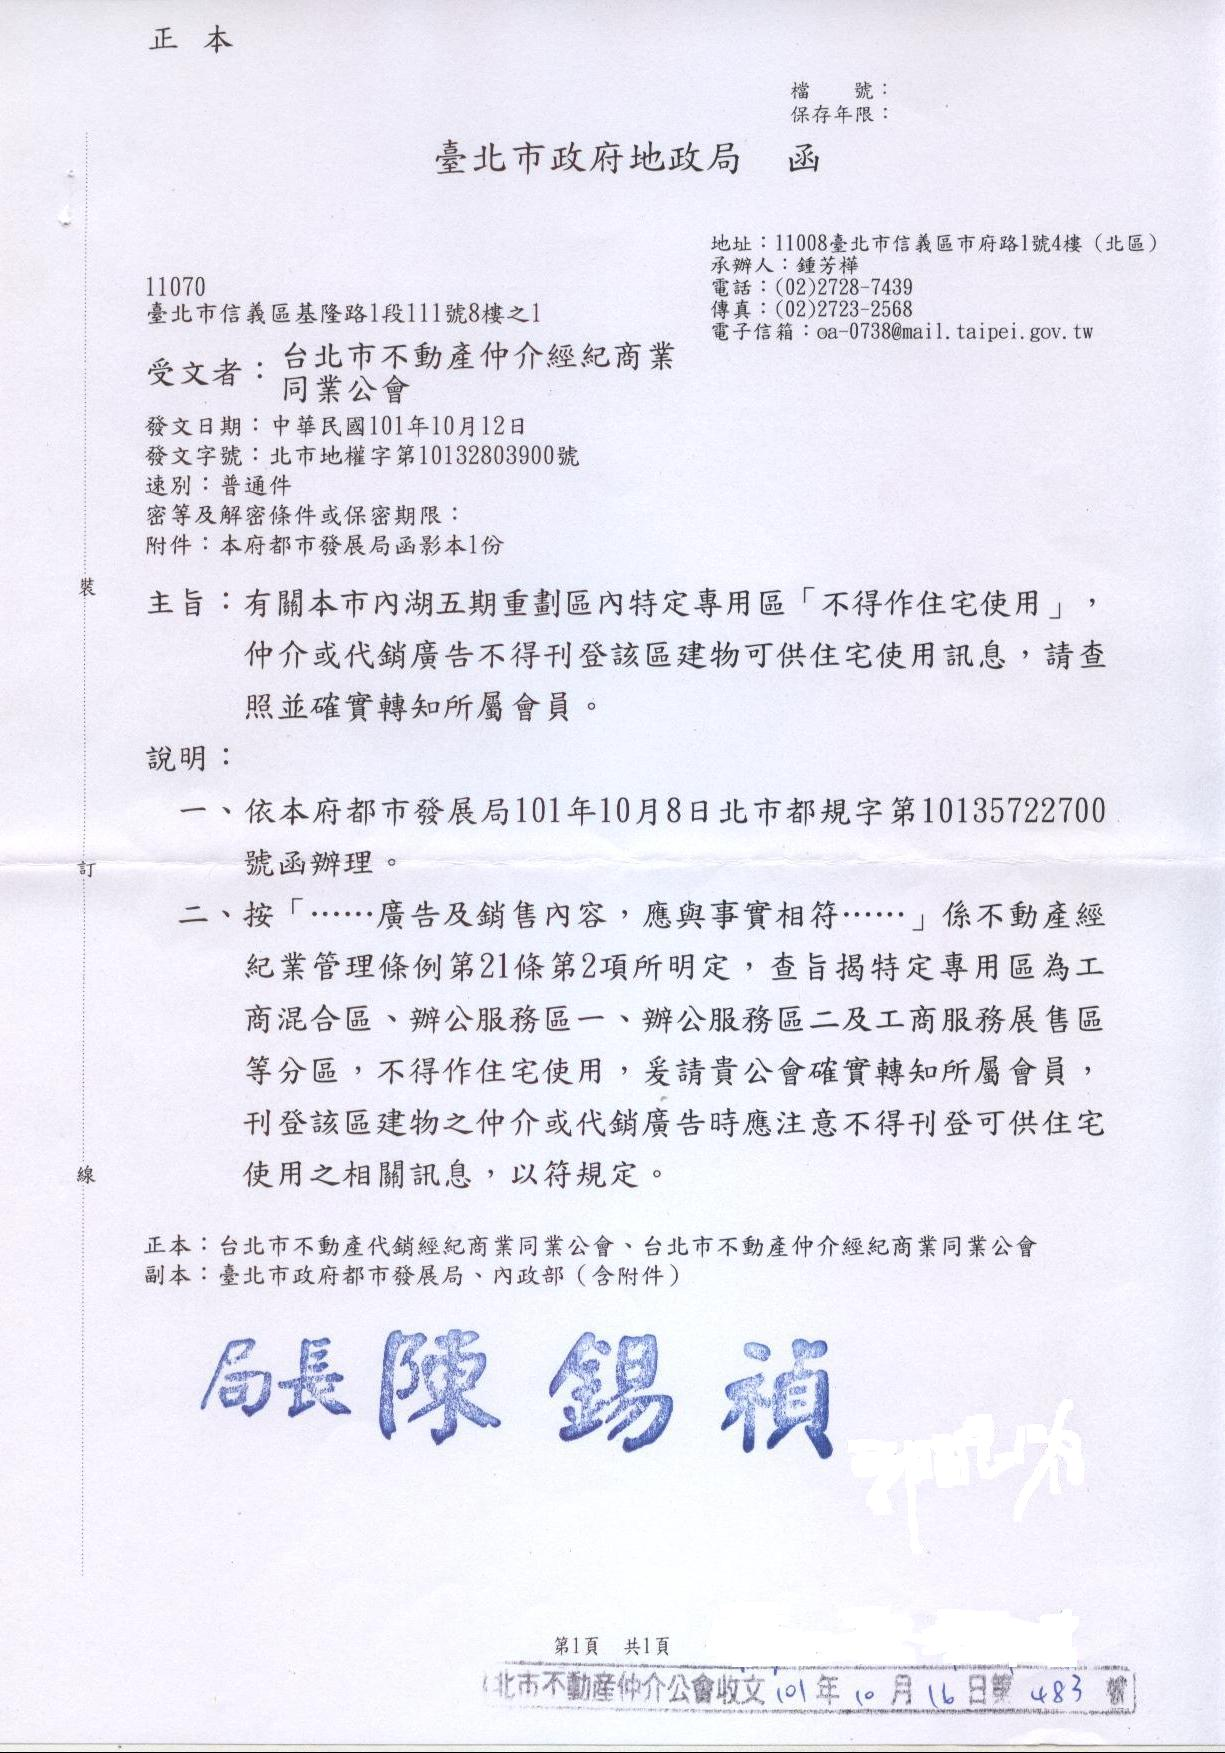 正本
檔　　號：
保存年限：
臺北市政府地政局　函
地址：11008臺北市信義區市府路1號4樓（北區）
承辦人：鍾芳樺
電話：(02)2728-7439
傳真：(02)2723-2568
電子信箱：oa-0738@mail.taipei.gov.tw
11070
臺北市信義區基隆路1段111號8樓之1
受文者：台北市不動產仲介經紀商業
同業公會
發文日期：中華民國101年10月12日
發文字號：北市地權字第10132803900號
速別：普通件
密等及解密條件或保密期限：
附件：本府都市發展局函影本1份
主旨：有關本市內湖五期重劃區內特定專用區「不得作住宅使用」，
仲介或代銷廣告不得刊登該區建物可供住宅使用訊息，請查
照並確實轉知所屬會員。
說明：
一、依本府都市發展局101年10月8日北市都規字第10135722700
號函辦理。
二、按「……廣告及銷售內容，應與事實相符……」係不動產經
紀業管理條例第21條第2項所明定，查旨揭特定專用區為工
商混合區、辦公服務區一、辦公服務區二及工商服務展售區
等分區，不得作住宅使用，爰請貴公會確實轉知所屬會員，
刊登該區建物之仲介或代銷廣告時應注意不得刊登可供住宅
使用之相關訊息，以符規定。
正本：台北市不動產代銷經紀商業同業公會、台北市不動產仲介經紀商業同業公會
副本：臺北市政府都市發展局、內政部（含附件）
局長陳錫禎
裝
訂
線
第1頁　共1頁
北市不動産仲介公會收文101年10月16日第483號